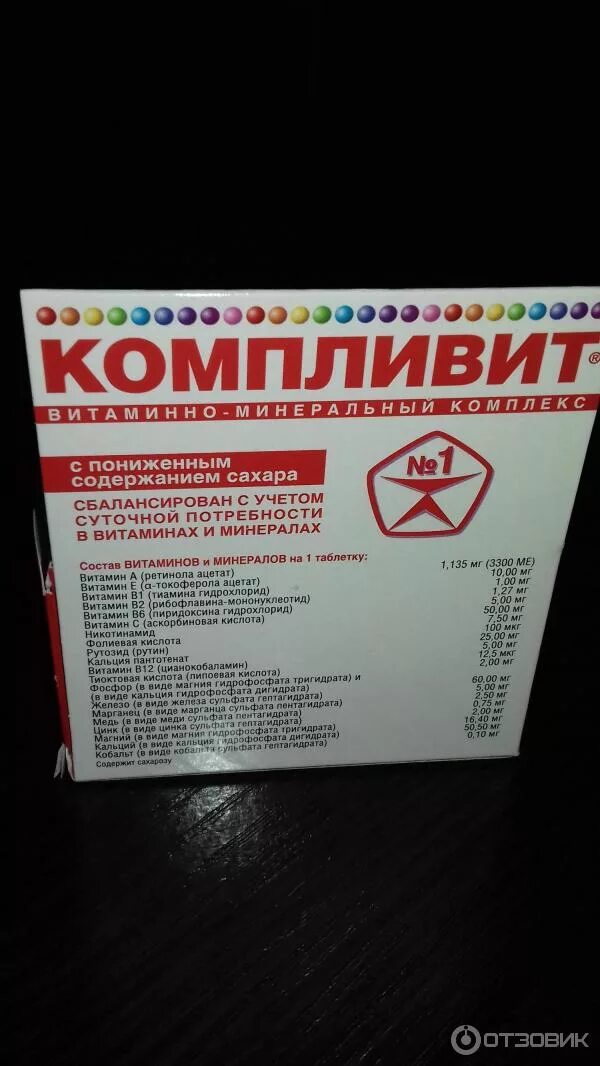 КОМПЛИВИТ®
ВИТАМИННО-МИНЕРАЛЬНЫЙ КОМПЛЕКС
с пониженным
содержанием сахара
№1
СБАЛАНСИРОВАН С УЧЕТОМ
СУТОЧНОЙ ПОТРЕБНОСТИ
В ВИТАМИНАХ И МИНЕРАЛАХ
Состав ВИТАМИНОВ и МИНЕРАЛОВ на 1 таблетку:
Витамин А (ретинола ацетат) 1,135 мг (3300 МЕ)
Витамин Е (α-токоферола ацетат) 10,00 мг
Витамин В1 (тиамина гидрохлорид) 1,00 мг
Витамин В2 (рибофлавина-мононуклеотид) 1,27 мг
Витамин В6 (пиридоксина гидрохлорид) 5,00 мг
Витамин С (аскорбиновая кислота) 50,00 мг
Никотинамид 7,50 мг
Фолиевая кислота 100 мкг
Рутозид (рутин) 25,00 мг
Кальция пантотенат 5,00 мг
Витамин В12 (цианокобаламин) 12,5 мкг
Тиоктовая кислота (липоевая кислота) 2,00 мг
Фосфор (в виде магния гидрофосфата тригидрата) и
(в виде кальция гидрофосфата дигидрата) 60,00 мг
Железо (в виде железа сульфата гептагидрата) 5,00 мг
Марганец (в виде марганца сульфата пентагидрата) 2,50 мг
Медь (в виде меди сульфата пентагидрата) 0,75 мг
Цинк (в виде цинка сульфата гептагидрата) 2,00 мг
Магний (в виде магния гидрофосфата тригидрата) 16,40 мг
Кальций (в виде кальция гидрофосфата дигидрата) 50,50 мг
Кобальт (в виде кобальта сульфата гептагидрата) 0,10 мг
Содержит сахарозу
ОТЗОВИК